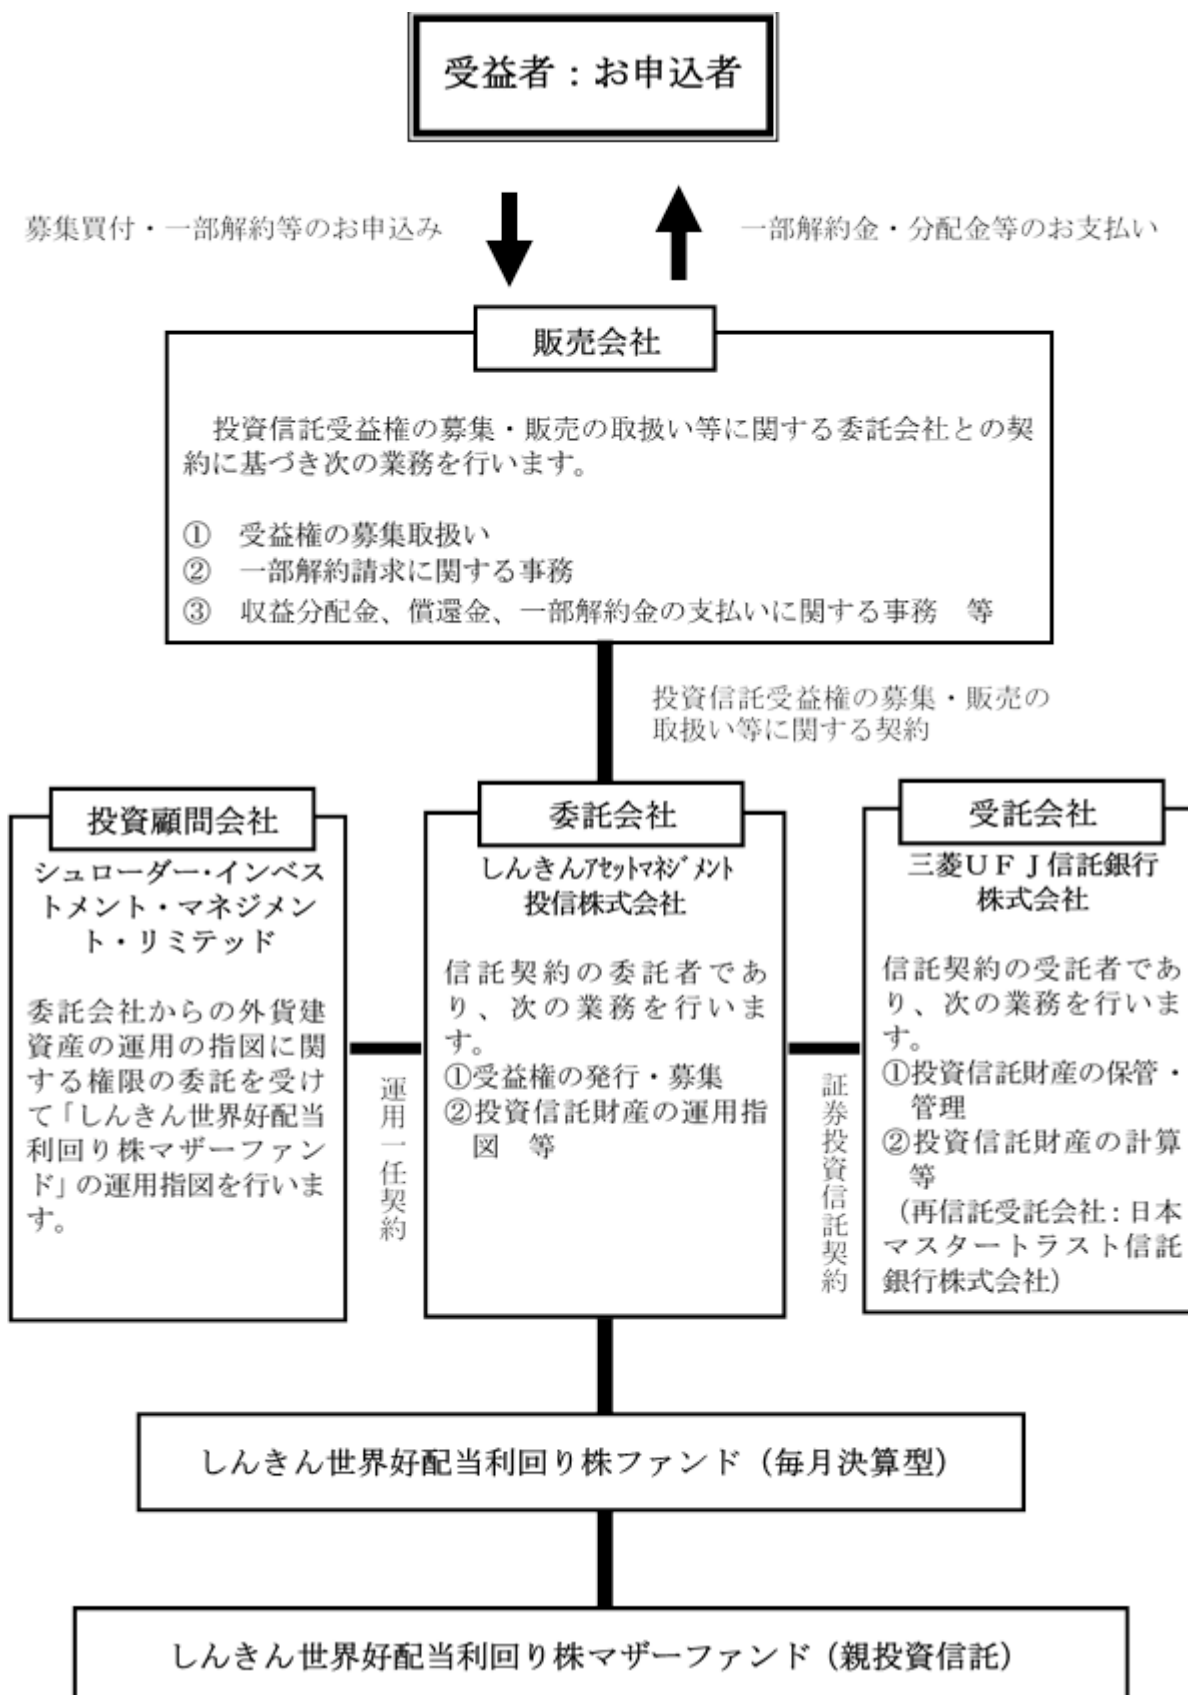 受益者：お申込者
募集買付・一部解約等のお申込み
一部解約金・分配金等のお支払い
販売会社
投資信託受益権の募集・販売の取扱い等に関する委託会社との契
約に基づき次の業務を行います。
①　受益権の募集取扱い
②　一部解約請求に関する事務
③　収益分配金、償還金、一部解約金の支払いに関する事務　等
投資信託受益権の募集・販売の
取扱い等に関する契約
投資顧問会社
シュローダー・インベス
トメント・マネジメン
ト・リミテッド
委託会社からの外貨建
資産の運用の指図に関
する権限の委託を受け
て「しんきん世界好配当
利回り株マザーファン
ド」の運用指図を行いま
す。
運用一任契約
委託会社
しんきんｱｾｯﾄﾏﾈｼﾞﾒﾝﾄ
投信株式会社
信託契約の委託者であ
り、次の業務を行いま
す。
①受益権の発行・募集
②投資信託財産の運用指
図　等
証券投資信託契約
受託会社
三菱ＵＦＪ信託銀行
株式会社
信託契約の受託者であ
り、次の業務を行いま
す。
①投資信託財産の保管・
管理
②投資信託財産の計算
等
（再信託受託会社：日本
マスタートラスト信託
銀行株式会社）
しんきん世界好配当利回り株ファンド（毎月決算型）
しんきん世界好配当利回り株マザーファンド（親投資信託）